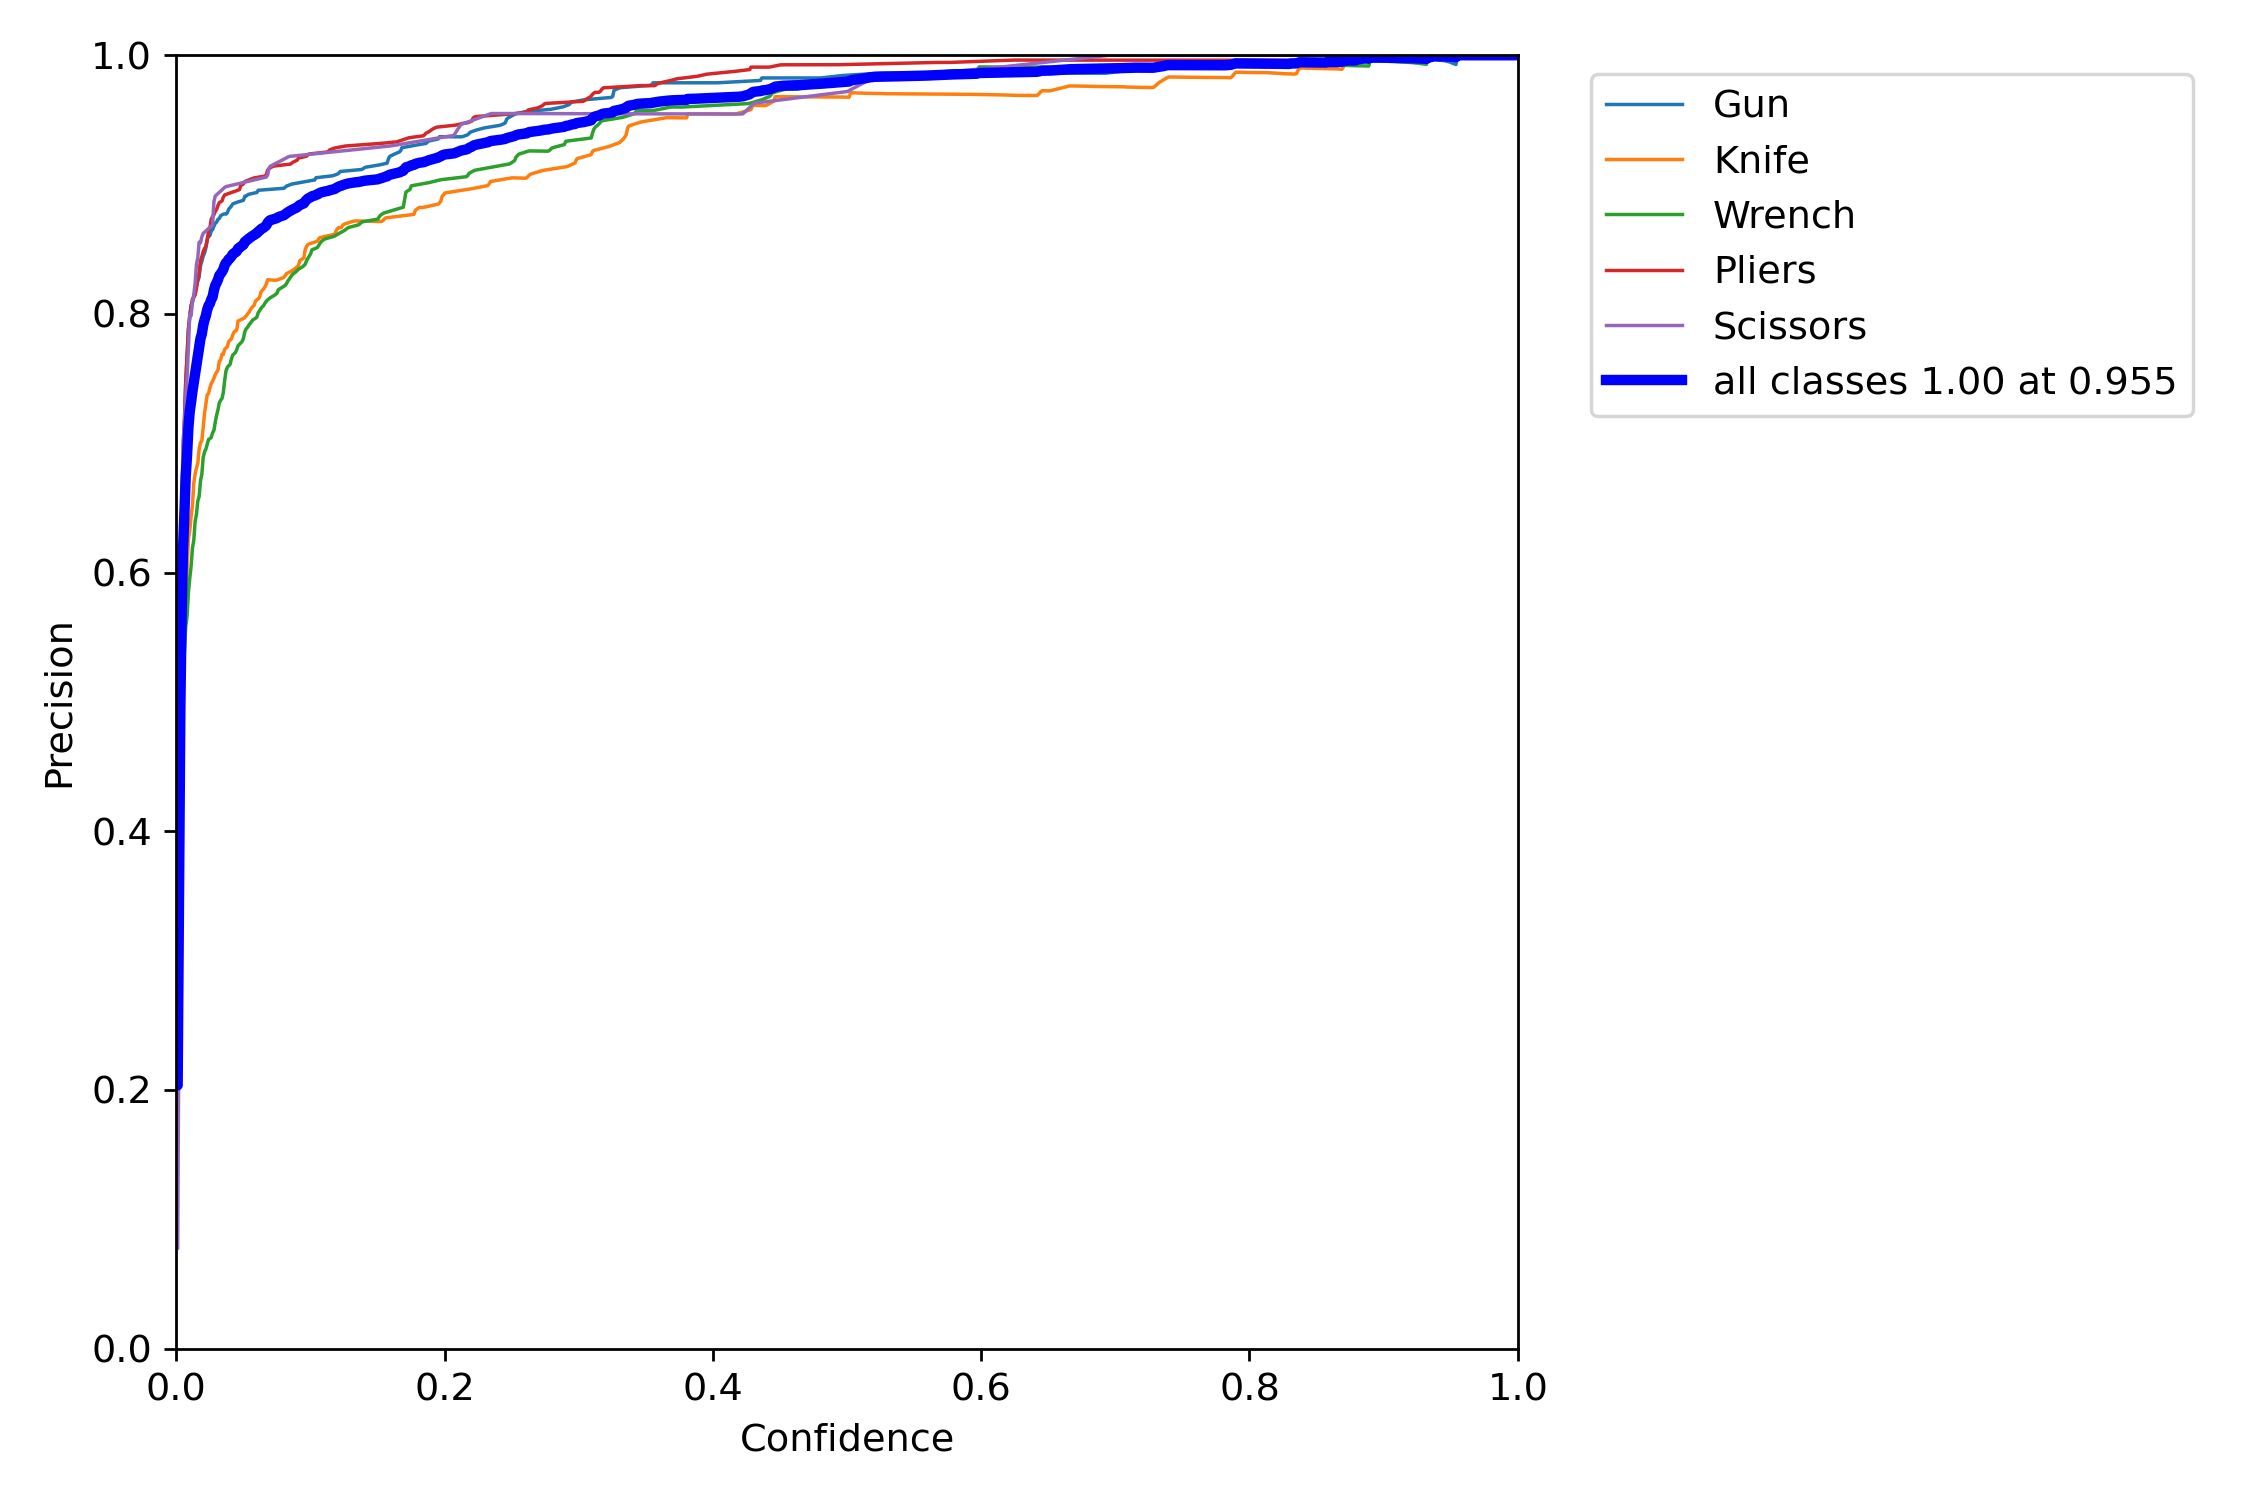 1.0
0.8
0.6
0.4
0.2
0.0
Precision
0.0 0.2 0.4 0.6 0.8 1.0
Confidence
Gun
Knife
Wrench
Pliers
Scissors
all classes 1.00 at 0.955